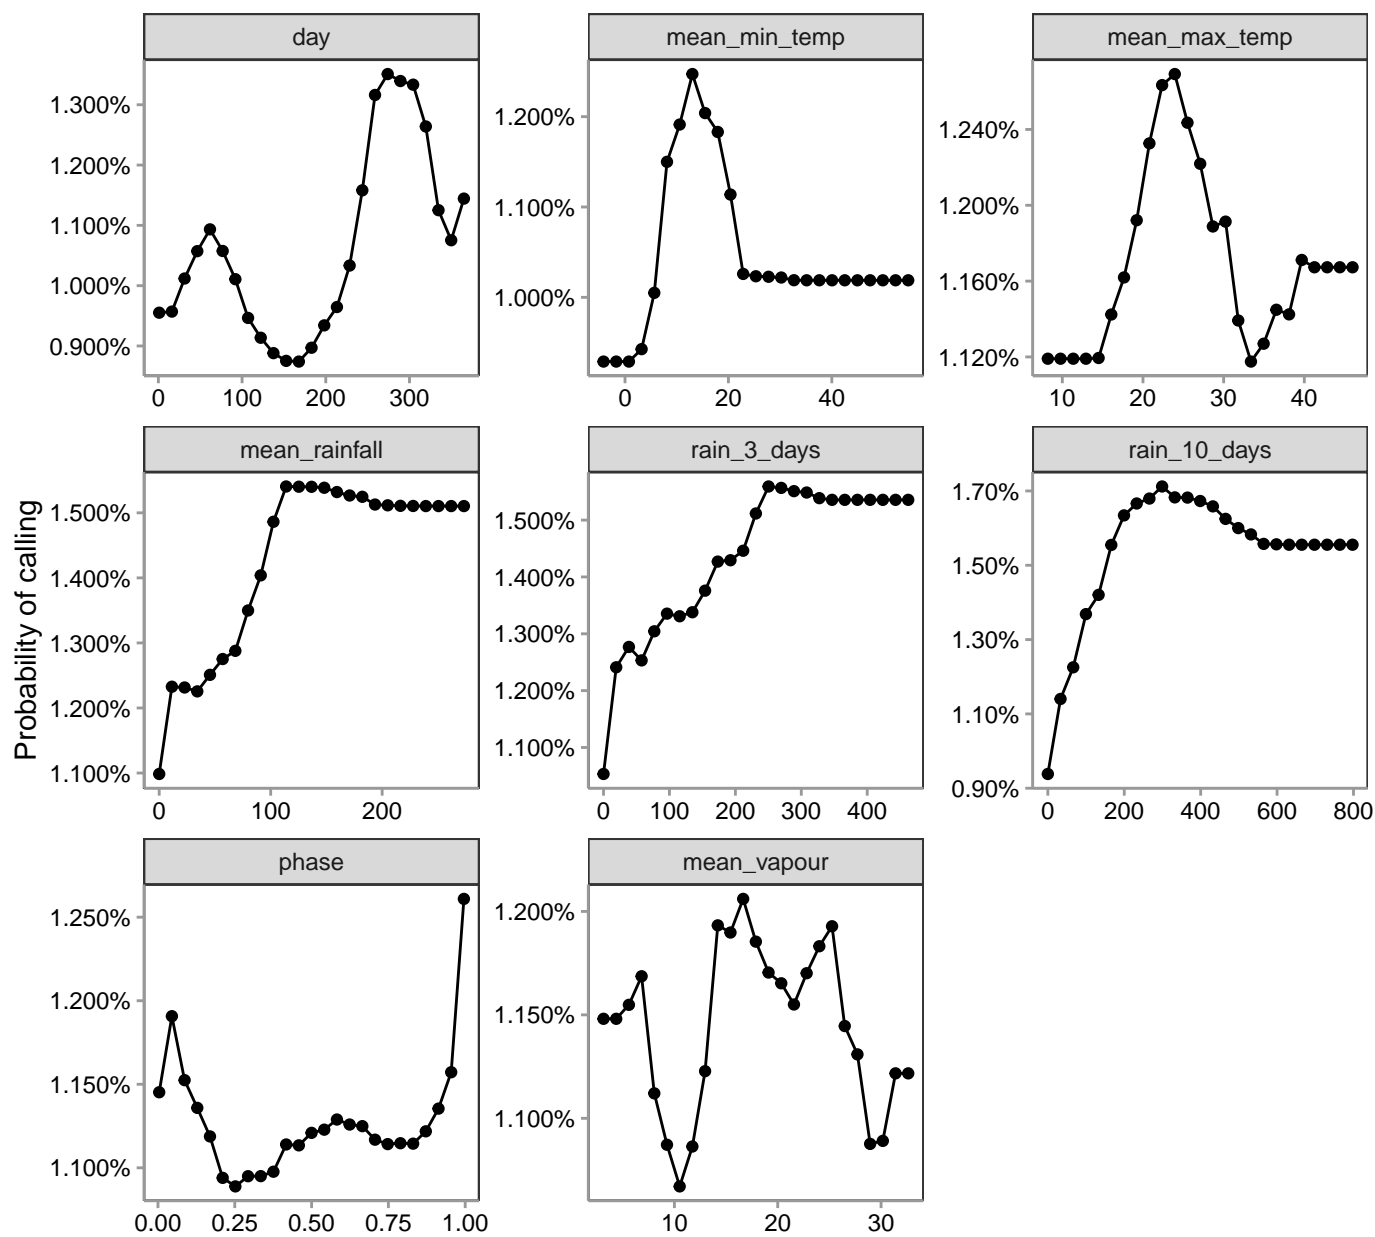 day
1.300%
1.200%
1.100%
1.000%
0.900%
0 100 200 300
mean_min_temp
1.200%
1.100%
1.000%
0 20 40
mean_max_temp
1.240%
1.200%
1.160%
1.120%
10 20 30 40
Probability of calling
mean_rainfall
1.500%
1.400%
1.300%
1.200%
1.100%
0 100 200
rain_3_days
1.500%
1.400%
1.300%
1.200%
1.100%
0 100 200 300 400
rain_10_days
1.70%
1.50%
1.30%
1.10%
0.90%
0 200 400 600 800
phase
1.250%
1.200%
1.150%
1.100%
0.00 0.25 0.50 0.75 1.00
mean_vapour
1.200%
1.150%
1.100%
10 20 30